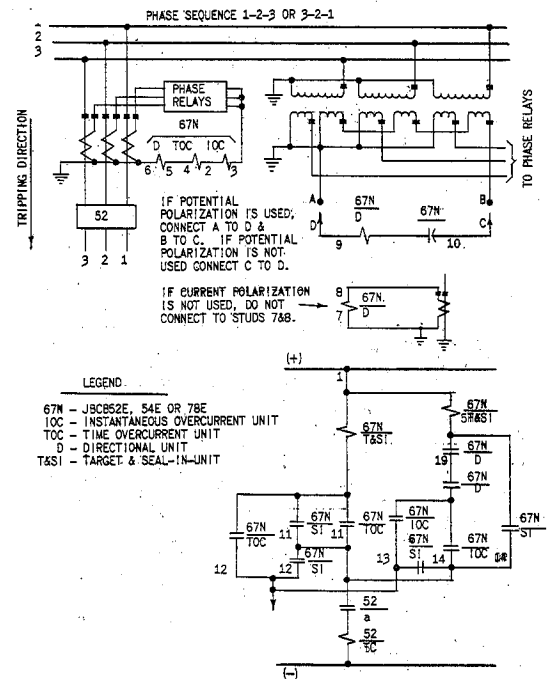 PHASE SEQUENCE 1-2-3 OR 3-2-1
1
2
3
PHASE
RELAYS
67N
D TOC IOC
6 5 4 2 3
TRIPPING DIRECTION
52
3 2 1
TO PHASE RELAYS
A
B
D
C
67N
D
67N
9
10
IF POTENTIAL
POLARIZATION IS USED,
CONNECT A TO D &
B TO C. IF POTENTIAL
POLARIZATION IS NOT
USED CONNECT C TO D.
IF CURRENT POLARIZATION
IS NOT USED, DO NOT
CONNECT TO STUDS 7&8.
8
7
67N
D
LEGEND
67N - JBCB52E, 54E OR 78E
IOC - INSTANTANEOUS OVERCURRENT UNIT
TOC - TIME OVERCURRENT UNIT
D - DIRECTIONAL UNIT
T&SI - TARGET & SEAL-IN-UNIT
(+)
1
67N
T&SI
67N
T&SI
67N
D
19
67N
D
67N
SI
67N
TOC
12
67N
SI
11
67N
TOC
11
67N
SI
12
67N
IOC
67N
SI
13
14
67N
IOC
52
a
52
TC
(-)